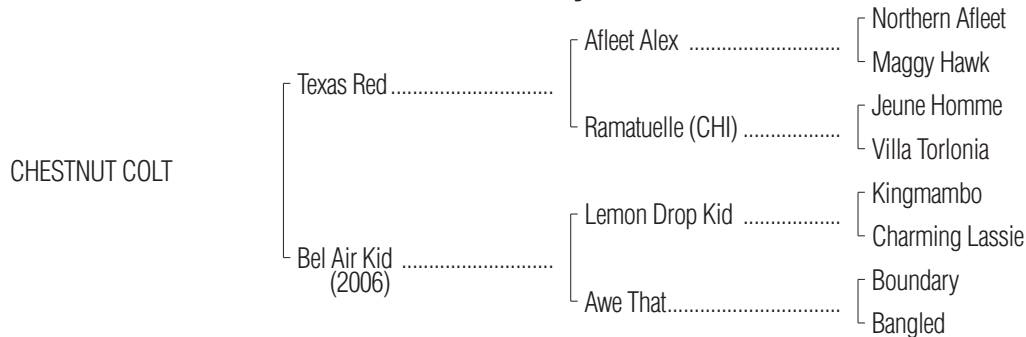 Northern Afleet
Afleet Alex ............................
Maggy Hawk
Texas Red ..............................
Jeune Homme
Ramatuelle (CHI) ..................
Villa Torlonia
CHESTNUT COLT
Kingmambo
Lemon Drop Kid ..................
Charming Lassie
Bel Air Kid ............................
(2006)
Boundary
Awe That................................
Bangled